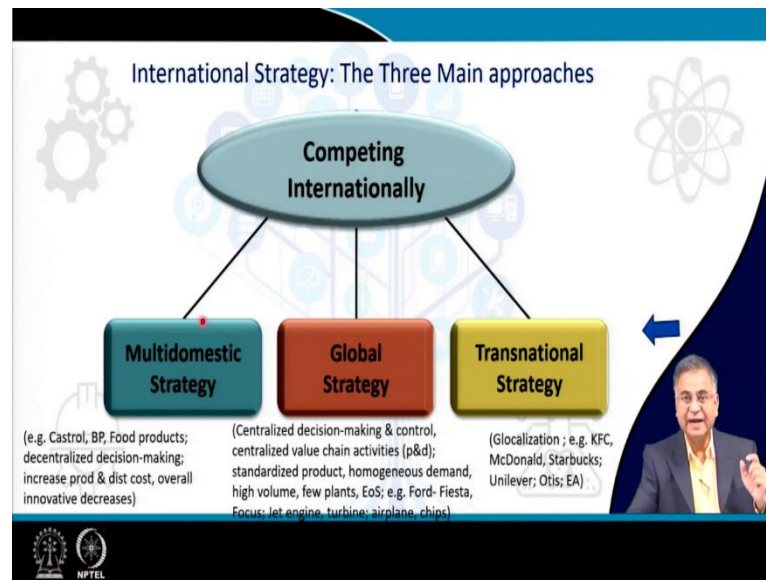 International Strategy: The Three Main approaches
Competing
Internationally
Multidomestic
Strategy
Global
Strategy
Transnational
Strategy
(e.g. Castrol, BP, Food products;
decentralized decision-making;
increase prod & dist cost, overall
innovative decreases)
(Centralized decision-making & control,
centralized value chain activities (p&d);
standardized product, homogeneous demand,
high volume, few plants, EoS; e.g. Ford- Fiesta,
Focus; Jet engine, turbine; airplane, chips)
(Glocalization ; e.g. KFC,
McDonald, Starbucks;
Unilever; Otis; EA)
NPTEL